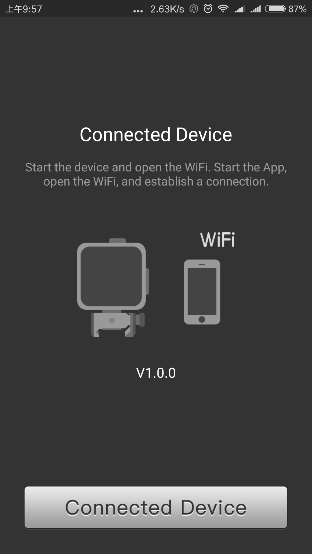 上午9:57 ... 2.63K/s 87%
Connected Device
Start the device and open the WiFi. Start the App,
open the WiFi, and establish a connection.
WiFi
V1.0.0
Connected Device